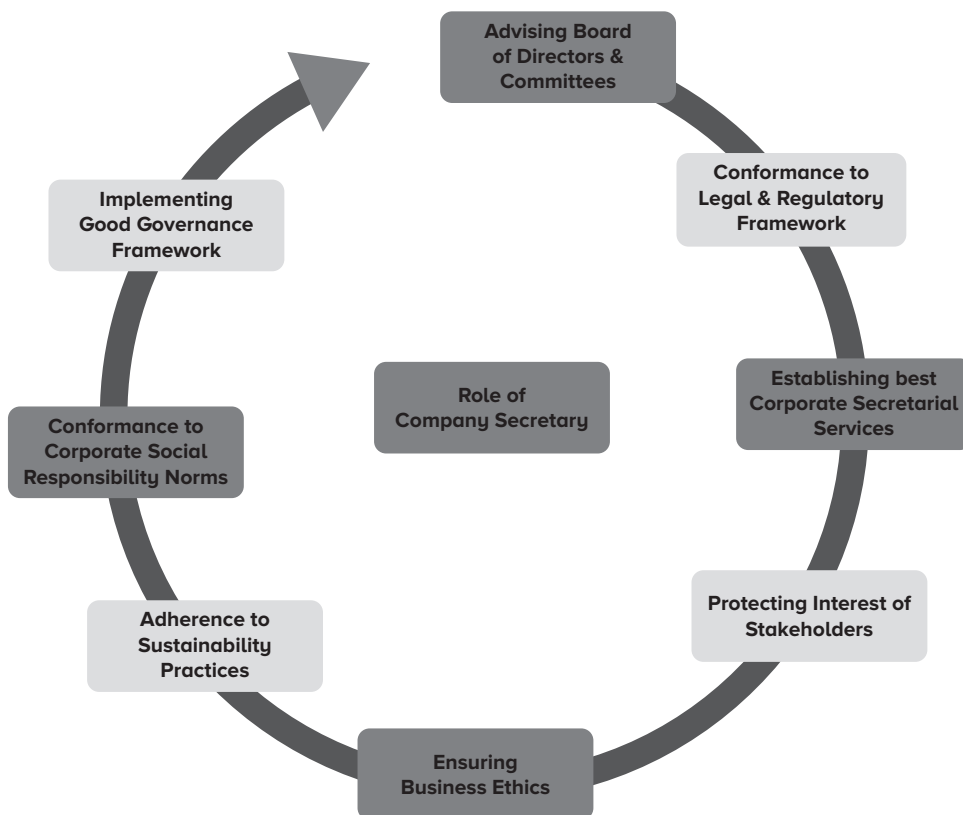 Advising Board
of Directors &
Committees
Conformance to
Legal & Regulatory
Framework
Establishing best
Corporate Secretarial
Services
Protecting Interest of
Stakeholders
Ensuring
Business Ethics
Adherence to
Sustainability
Practices
Conformance to
Corporate Social
Responsibility Norms
Implementing
Good Governance
Framework
Role of
Company Secretary